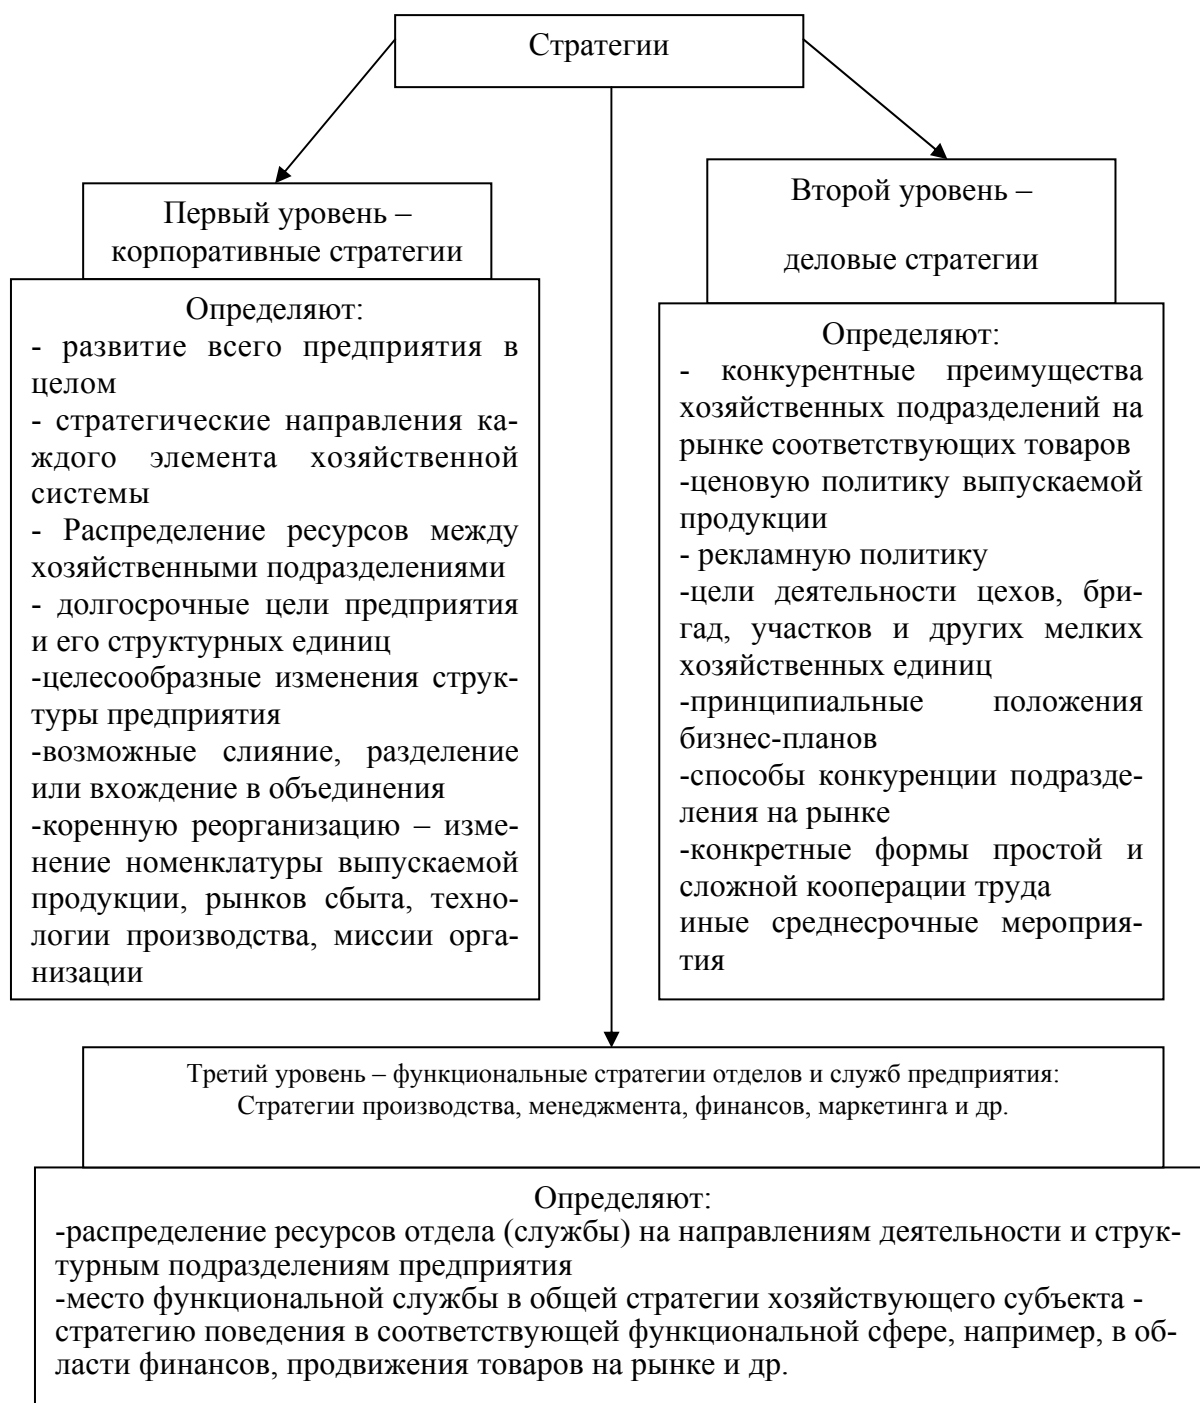 Стратегии
Первый уровень –
корпоративные стратегии
Определяют:
- развитие всего предприятия в
целом
- стратегические направления ка-
ждого элемента хозяйственной
системы
- Распределение ресурсов между
хозяйственными подразделениями
- долгосрочные цели предприятия
и его структурных единиц
-целесообразные изменения струк-
туры предприятия
-возможные слияние, разделение
или вхождение в объединения
-коренную реорганизацию – изме-
нение номенклатуры выпускаемой
продукции, рынков сбыта, техно-
логии производства, миссии орга-
низации
Второй уровень –
деловые стратегии
Определяют:
- конкурентные преимущества
хозяйственных подразделений на
рынке соответствующих товаров
-ценовую политику выпускаемой
продукции
- рекламную политику
-цели деятельности цехов, бри-
гад, участков и других мелких
хозяйственных единиц
-принципиальные положения
бизнес-планов
-способы конкуренции подразде-
ления на рынке
-конкретные формы простой и
сложной кооперации труда
иные среднесрочные мероприя-
тия
Третий уровень – функциональные стратегии отделов и служб предприятия:
Стратегии производства, менеджмента, финансов, маркетинга и др.
Определяют:
-распределение ресурсов отдела (службы) на направлениям деятельности и струк-
турным подразделениям предприятия
-место функциональной службы в общей стратегии хозяйствующего субъекта -
стратегию поведения в соответствующей функциональной сфере, например, в об-
ласти финансов, продвижения товаров на рынке и др.